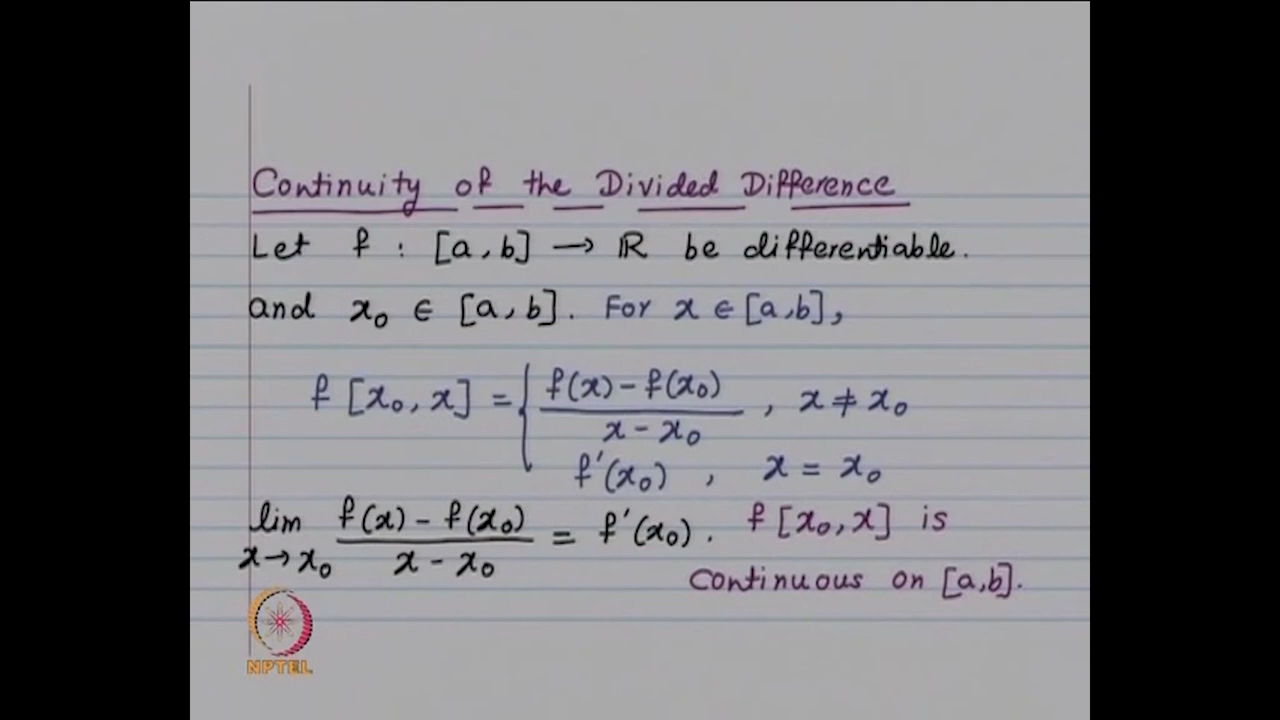 Continuity of the Divided Difference
Let f : [a, b] → ℝ be differentiable.
and x₀ ∈ [a, b]. For x ∈ [a,b],
f [x₀, x] = { f(x) - f(x₀) / x - x₀ , x ≠ x₀
f'(x₀) , x = x₀
lim x→x₀ f(x) - f(x₀) / x - x₀ = f'(x₀). f [x₀, x] is
continuous on [a,b].
NPTEL